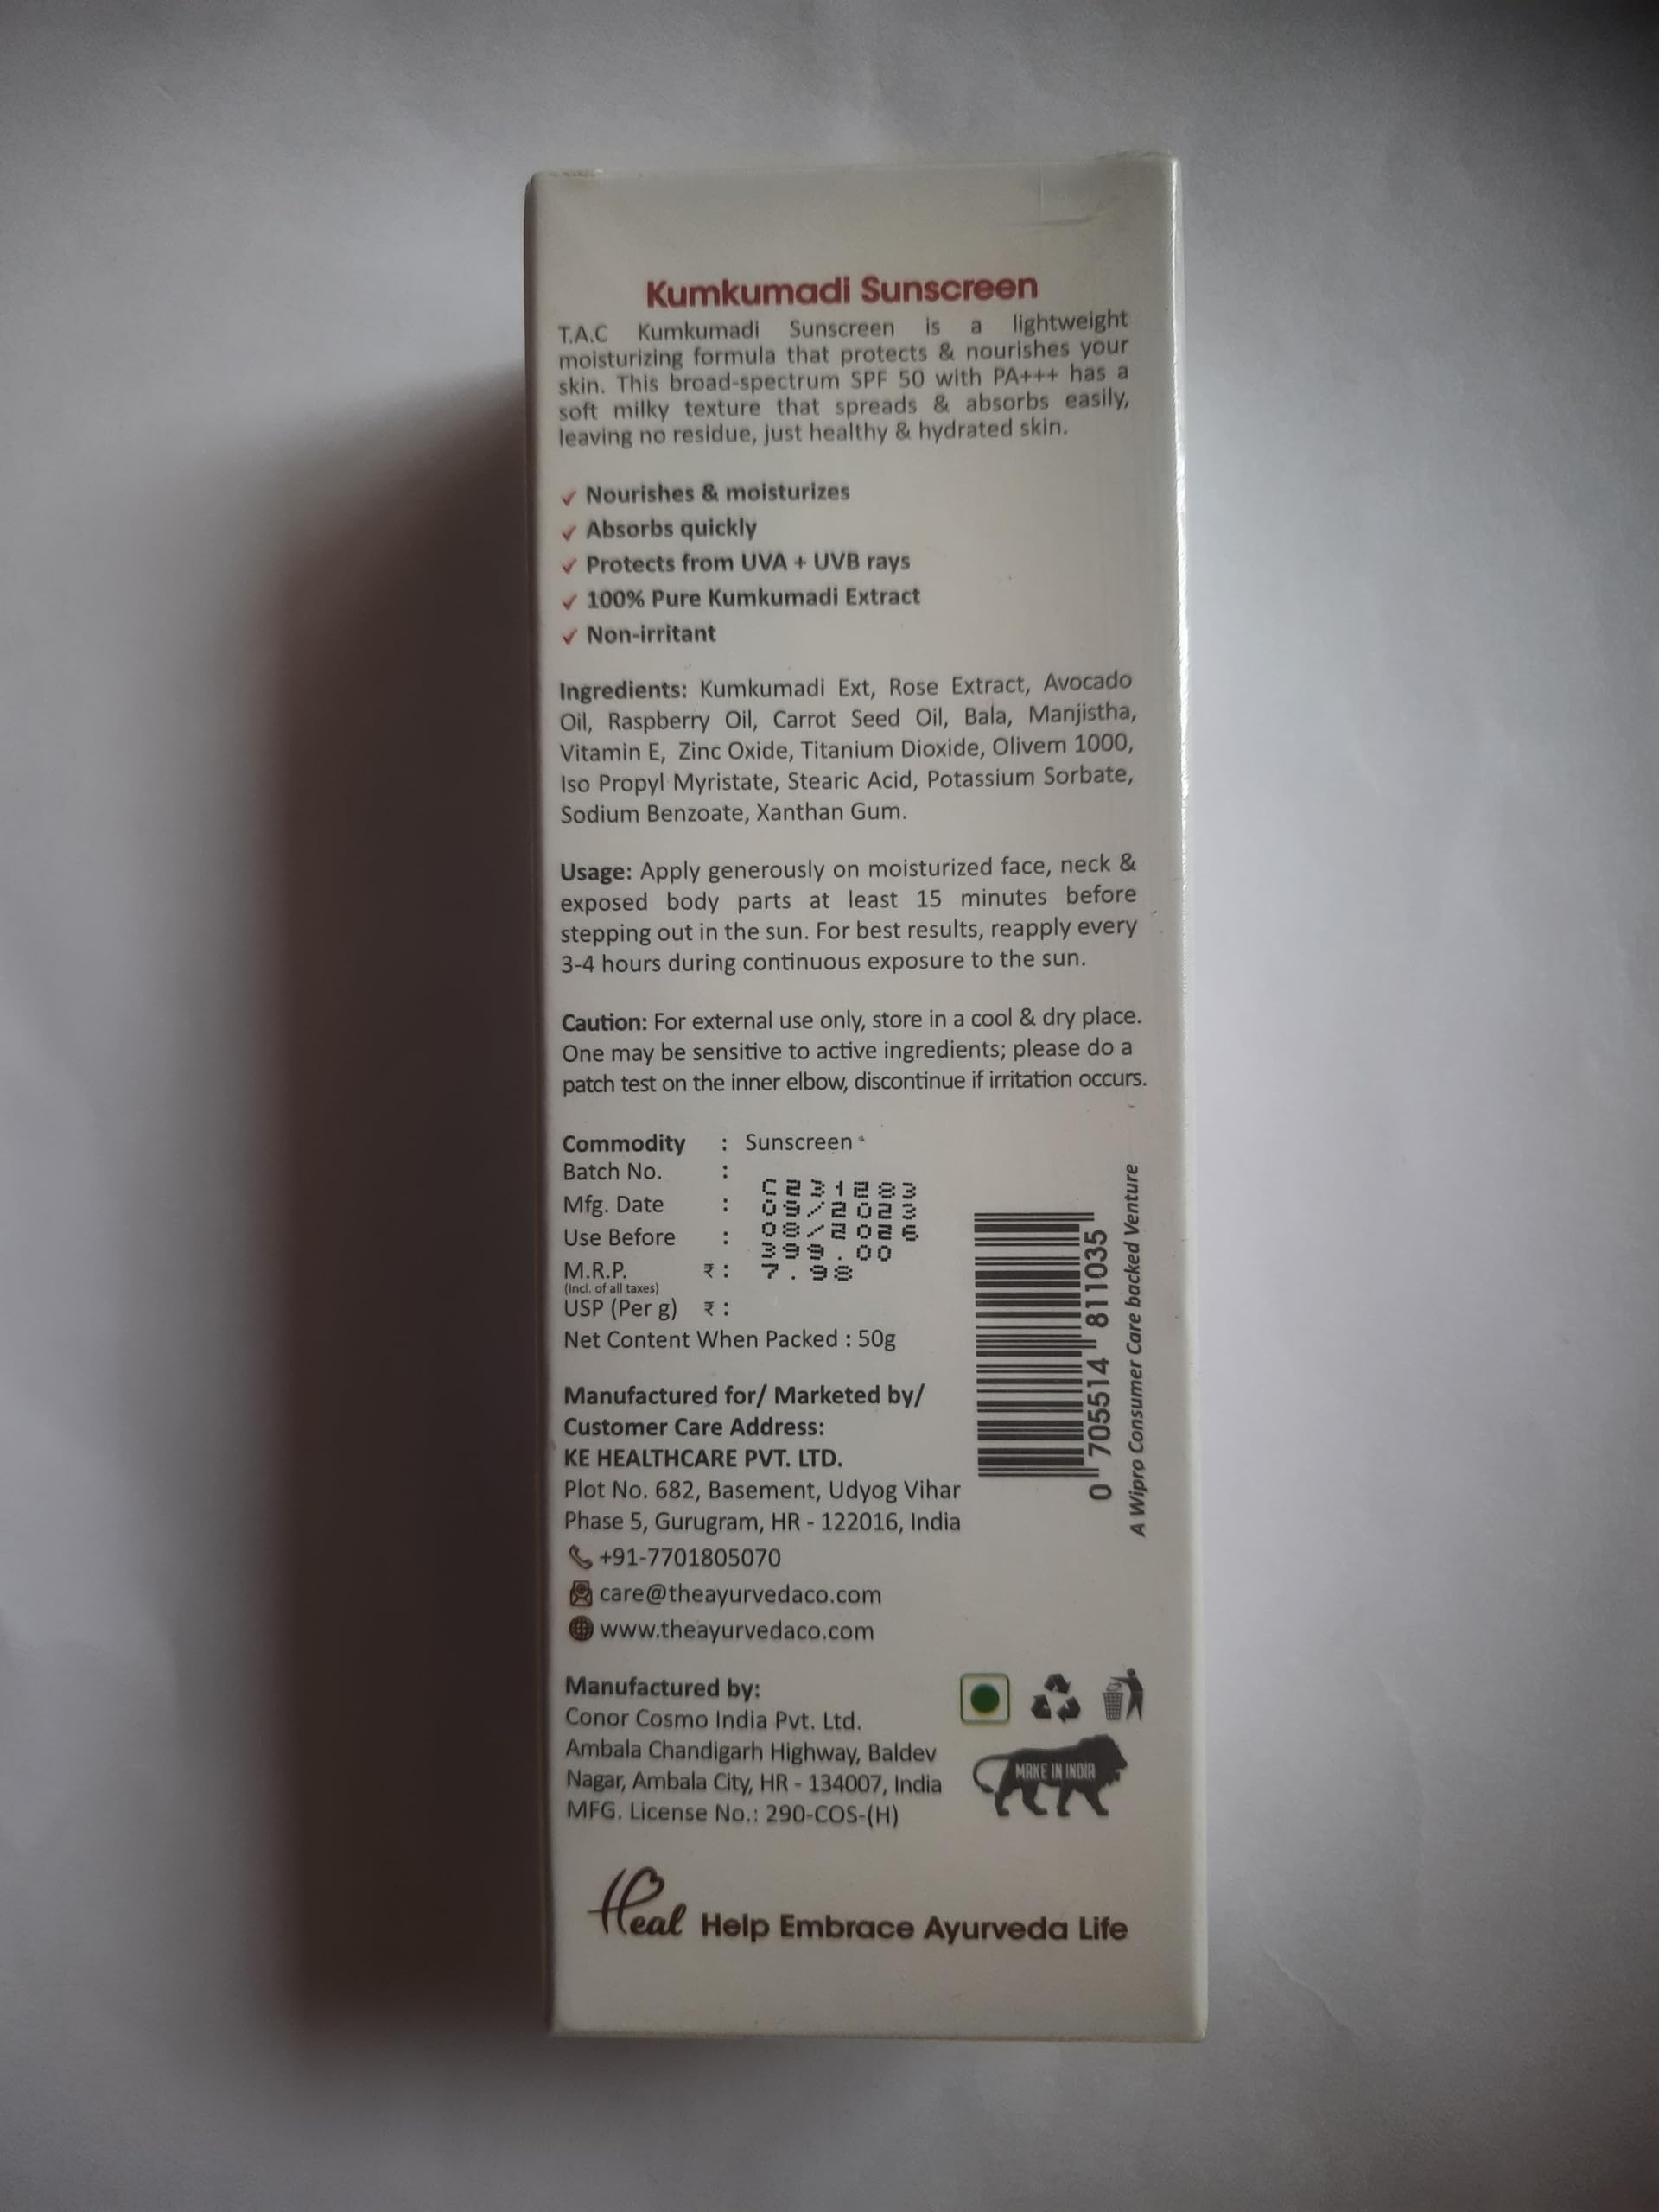 Kumkumadi Sunscreen
T.A.C Kumkumadi Sunscreen is a lightweight
moisturizing formula that protects & nourishes your
skin. This broad-spectrum SPF 50 with PA+++ has a
soft milky texture that spreads & absorbs easily,
leaving no residue, just healthy & hydrated skin.
✓ Nourishes & moisturizes
✓ Absorbs quickly
✓ Protects from UVA + UVB rays
✓ 100% Pure Kumkumadi Extract
✓ Non-irritant
Ingredients: Kumkumadi Ext, Rose Extract, Avocado
Oil, Raspberry Oil, Carrot Seed Oil, Bala, Manjistha,
Vitamin E, Zinc Oxide, Titanium Dioxide, Olivem 1000,
Iso Propyl Myristate, Stearic Acid, Potassium Sorbate,
Sodium Benzoate, Xanthan Gum.
Usage: Apply generously on moisturized face, neck &
exposed body parts at least 15 minutes before
stepping out in the sun. For best results, reapply every
3-4 hours during continuous exposure to the sun.
Caution: For external use only, store in a cool & dry place.
One may be sensitive to active ingredients; please do a
patch test on the inner elbow, discontinue if irritation occurs.
Commodity : Sunscreen
Batch No. : C231283
Mfg. Date : 09/2023
Use Before : 08/2026
M.R.P. ₹ : 399.00
(Incl. of all taxes)
USP (Per g) ₹ : 7.98
Net Content When Packed : 50g
Manufactured for/ Marketed by/
Customer Care Address:
KE HEALTHCARE PVT. LTD.
Plot No. 682, Basement, Udyog Vihar
Phase 5, Gurugram, HR - 122016, India
+91-7701805070
care@theayurvedaco.com
www.theayurvedaco.com
0 705514 811035
A Wipro Consumer Care backed Venture
Manufactured by:
Conor Cosmo India Pvt. Ltd.
Ambala Chandigarh Highway, Baldev
Nagar, Ambala City, HR - 134007, India
MFG. License No.: 290-COS-(H)
MAKE IN INDIA
Heal Help Embrace Ayurveda Life